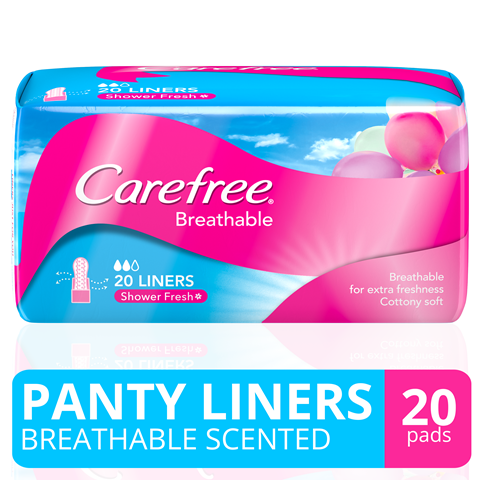 Carefree
20 LINERS
Shower Fresh
Carefree®
Breathable
20 LINERS
Shower Fresh
Breathable
for extra freshness
Cottony soft
PANTY LINERS
BREATHABLE SCENTED
20
pads